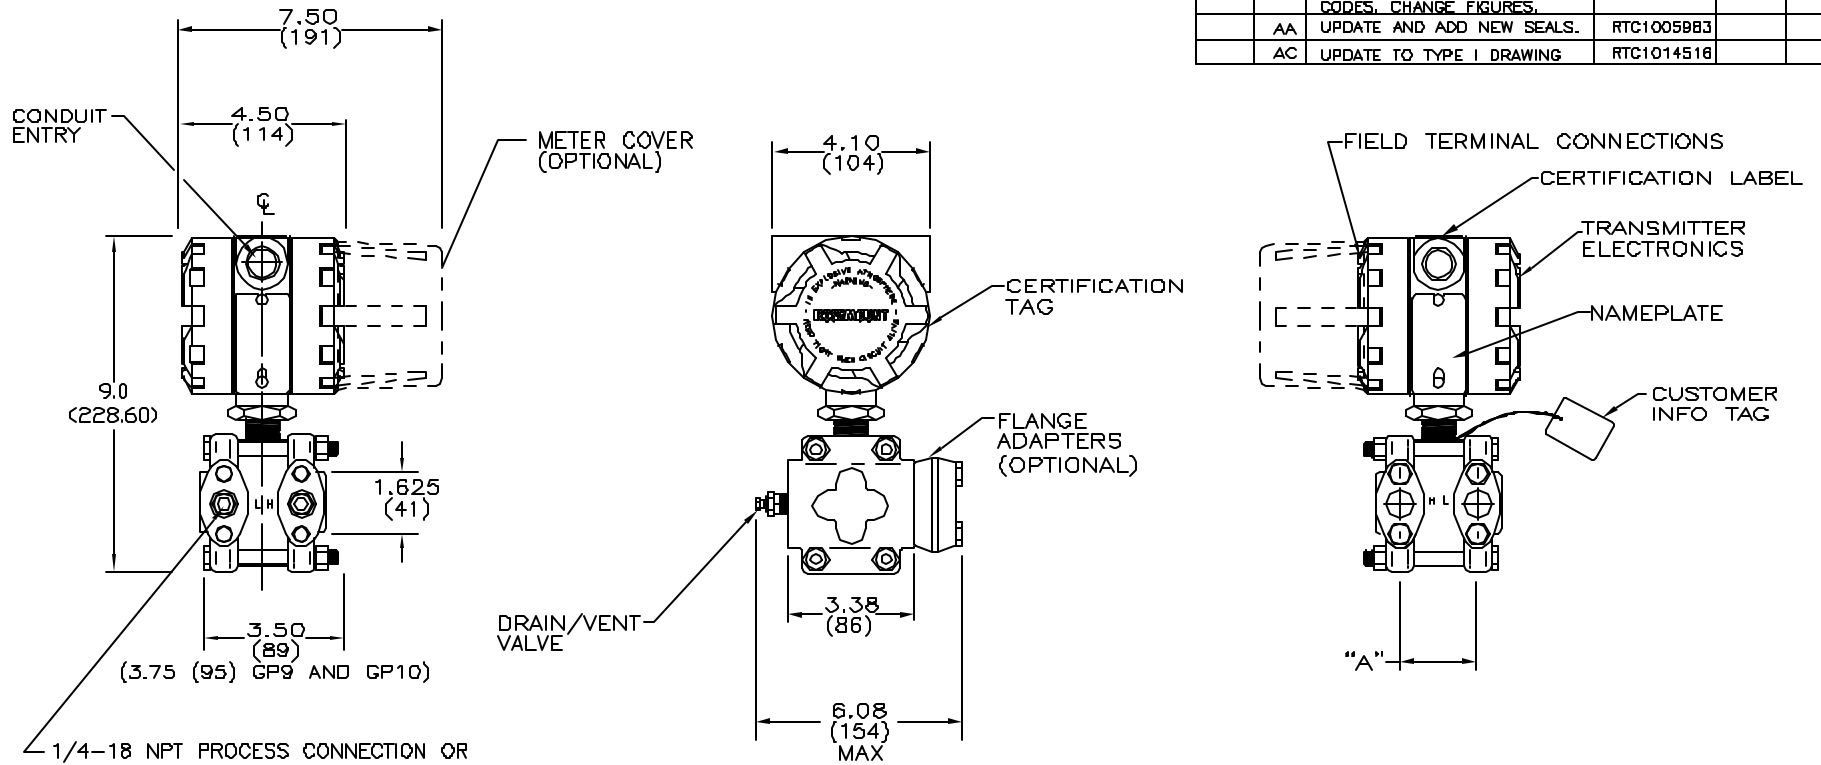 CODES. CHANGE FIGURES.
AA UPDATE AND ADD NEW SEALS. RTC1005983
AC UPDATE TO TYPE I DRAWING RTC1014516
7.50
(191)
CONDUIT
ENTRY
4.50
(114)
METER COVER
(OPTIONAL)
4.10
(104)
FIELD TERMINAL CONNECTIONS
CERTIFICATION LABEL
TRANSMITTER
ELECTRONICS
CERTIFICATION
TAG
NAMEPLATE
9.0
(228.60)
CUSTOMER
INFO TAG
FLANGE
ADAPTERS
(OPTIONAL)
1.625
(41)
L H
H L
3.50
(89)
(3.75 (95) GP9 AND GP10)
DRAIN/VENT
VALVE
3.38
(86)
"A"
6.08
(154)
MAX
1/4-18 NPT PROCESS CONNECTION OR